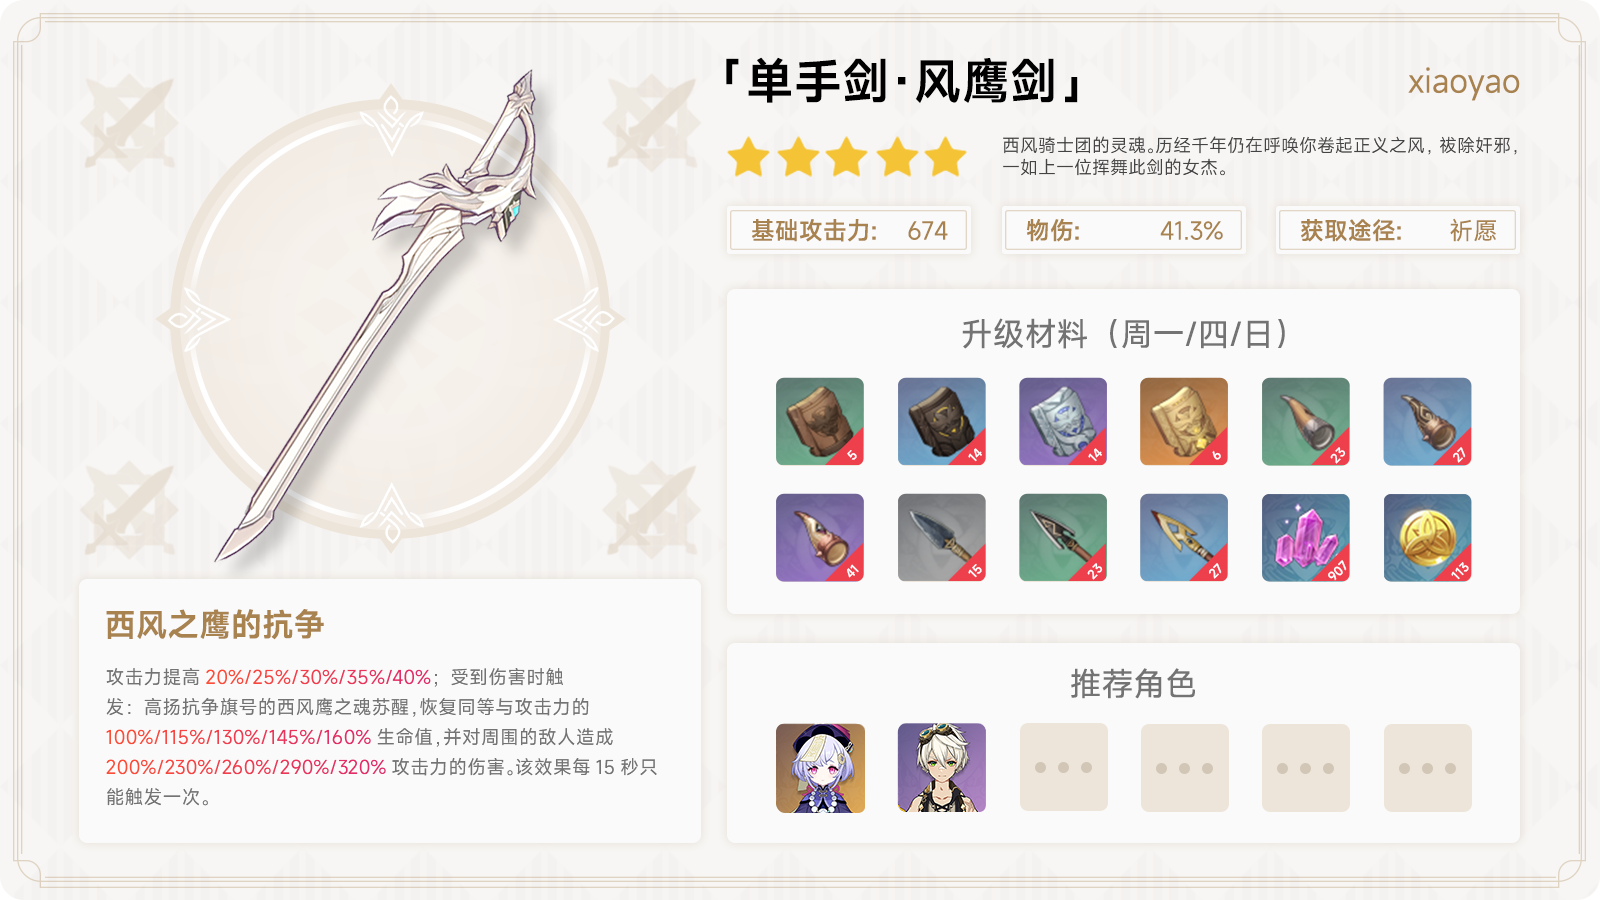 「单手剑·风鹰剑」
xiaoyao
西风骑士团的灵魂。历经千年仍在呼唤你卷起正义之风，祓除奸邪，
一如上一位挥舞此剑的女杰。
基础攻击力: 674
物伤: 41.3%
获取途径: 祈愿
升级材料（周一/四/日）
5
14
14
6
23
27
41
15
23
27
907
113
西风之鹰的抗争
攻击力提高 20%/25%/30%/35%/40%；受到伤害时触
发：高扬抗争旗号的西风鹰之魂苏醒,恢复同等与攻击力的
100%/115%/130%/145%/160% 生命值,并对周围的敌人造成
200%/230%/260%/290%/320% 攻击力的伤害。该效果每 15 秒只
能触发一次。
推荐角色